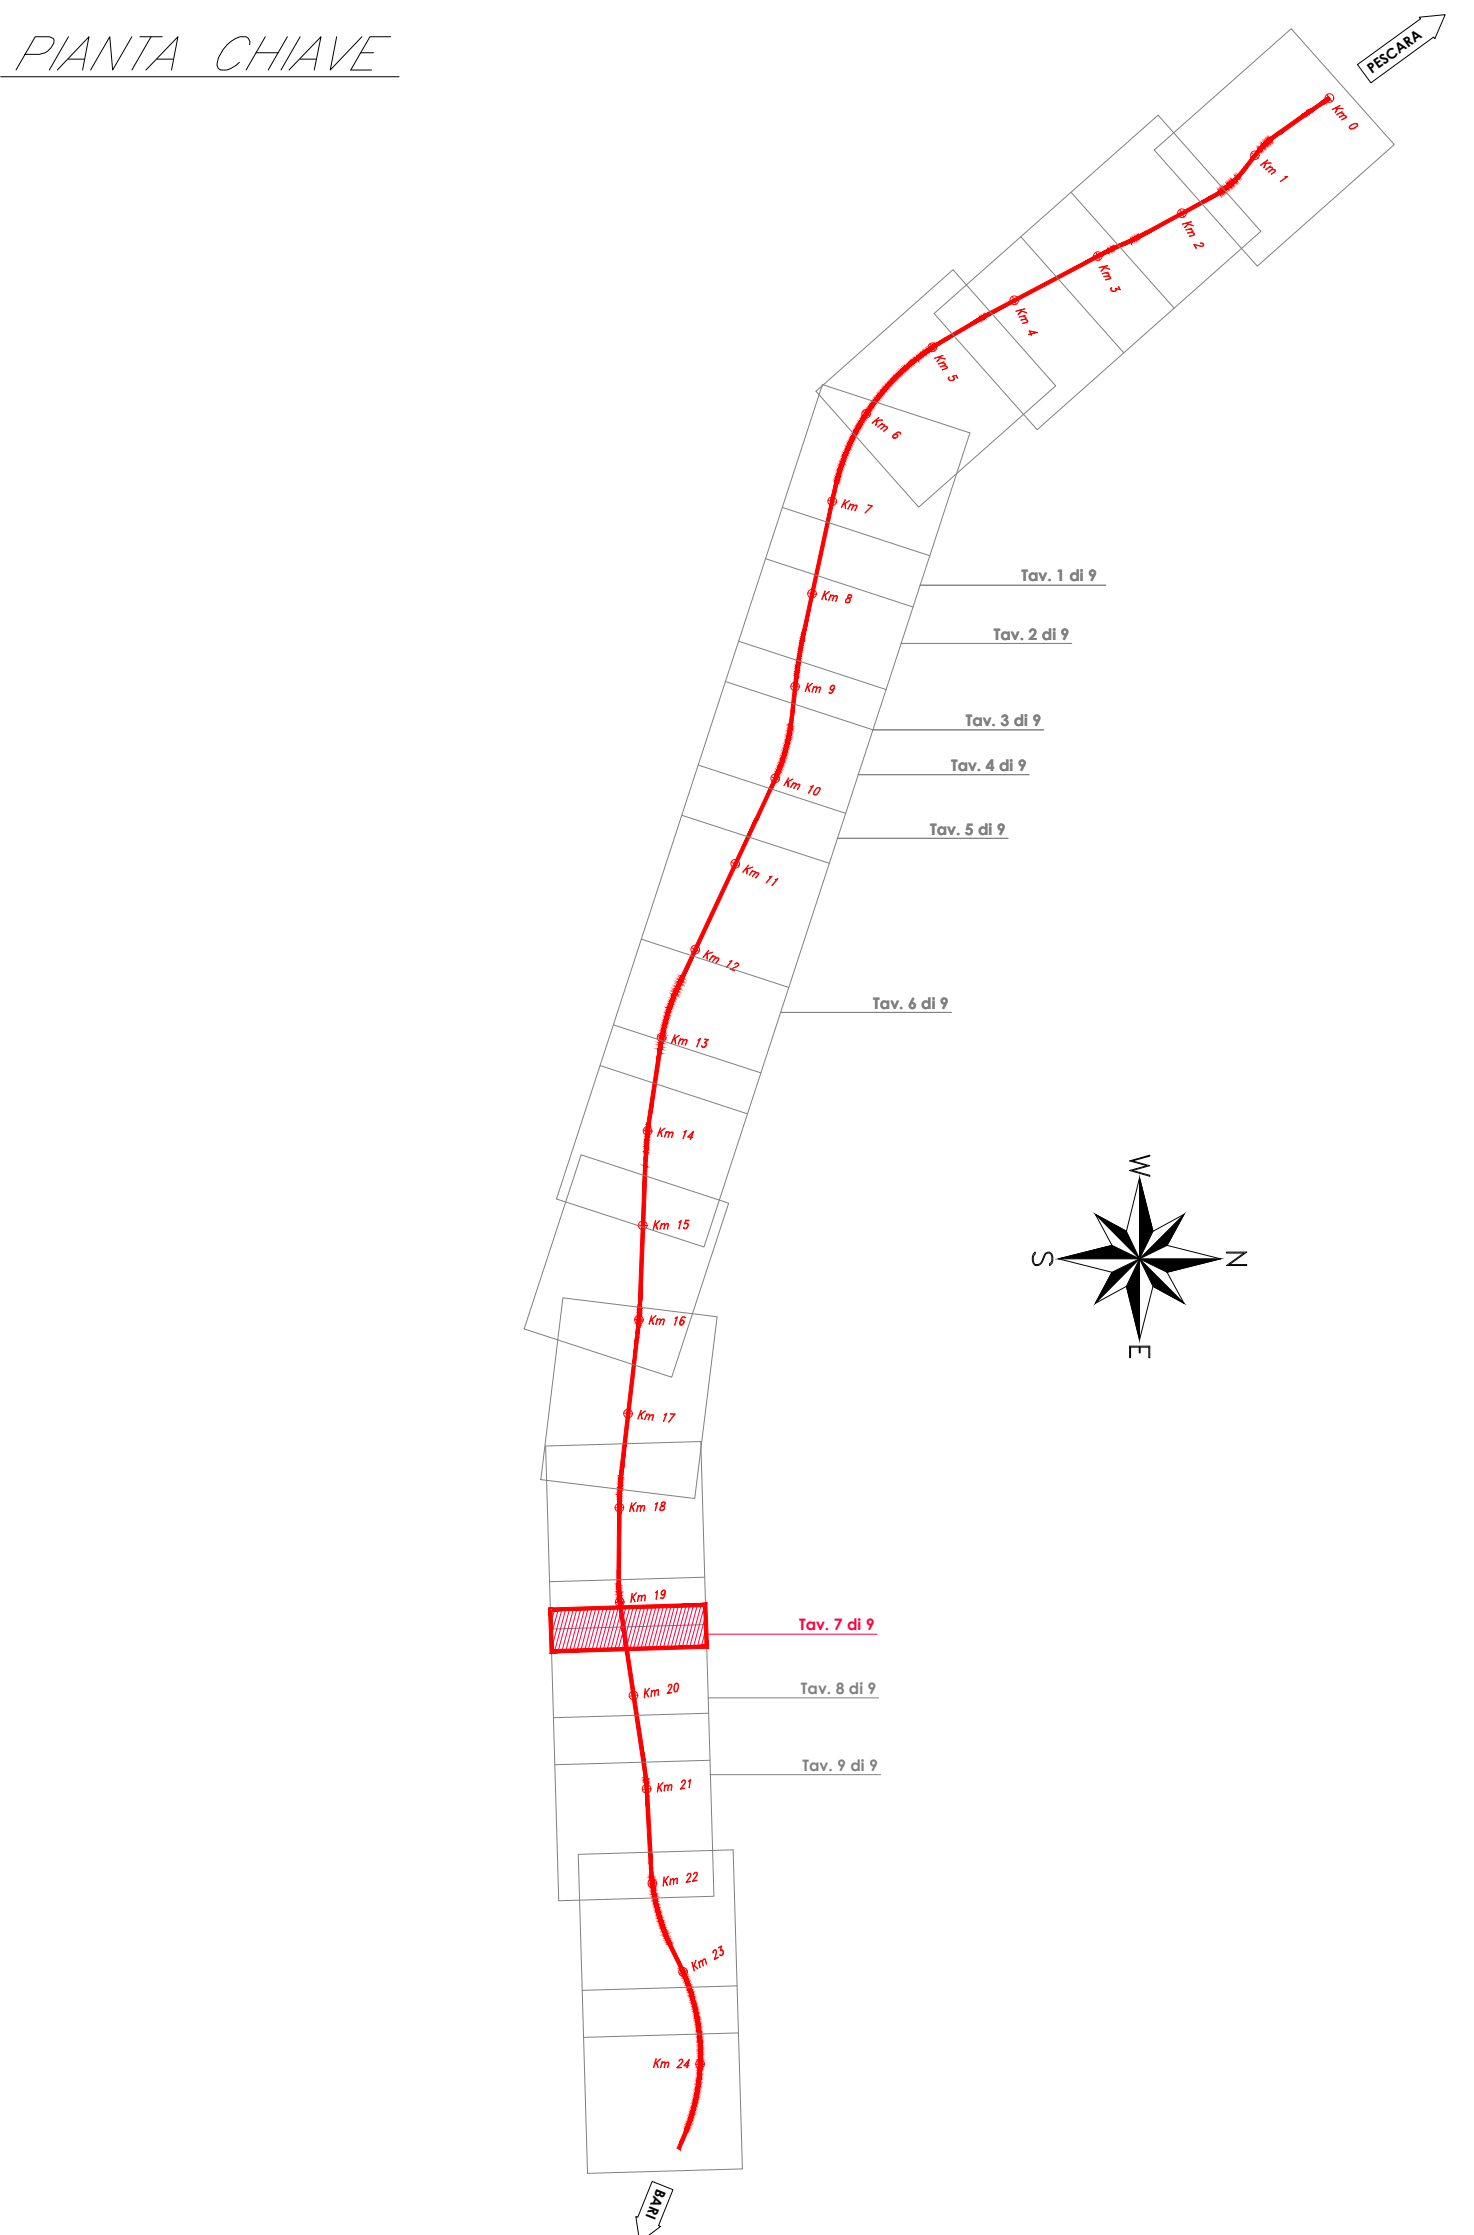 PIANTA CHIAVE
PESCARA
Km 0
Km 1
Km 2
Km 3
Km 4
Km 5
Km 6
Km 7
Tav. 1 di 9
Km 8
Tav. 2 di 9
Km 9
Tav. 3 di 9
Tav. 4 di 9
Km 10
Tav. 5 di 9
Km 11
Km 12
Tav. 6 di 9
Km 13
Km 14
W
Km 15
S
N
Km 16
E
Km 17
Km 18
Km 19
Tav. 7 di 9
Km 20
Tav. 8 di 9
Tav. 9 di 9
Km 21
Km 22
Km 23
Km 24
BARI